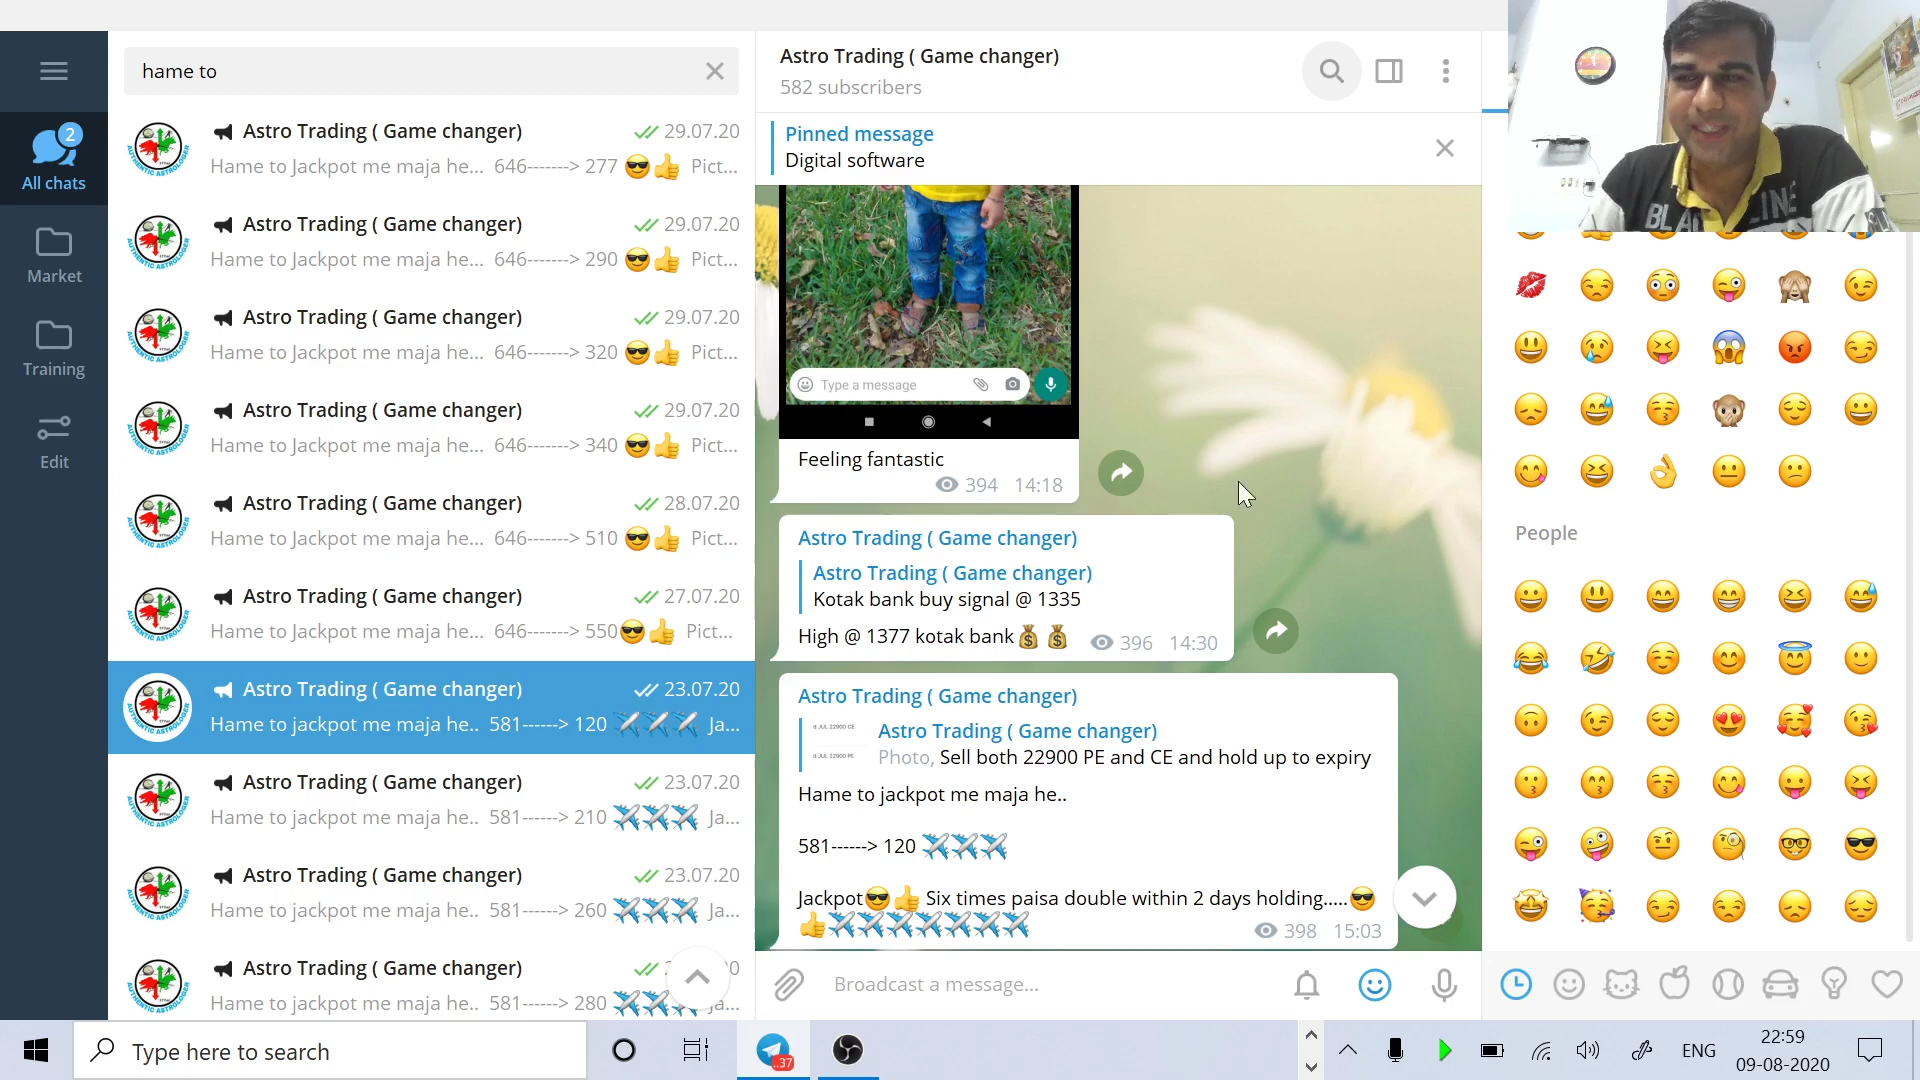 hame to
Astro Trading ( Game changer)
582 subscribers
Pinned message
Digital software
2
All chats
Market
Training
Edit
Astro Trading ( Game changer) 29.07.20
Hame to Jackpot me maja he... 646-------> 277 😎👍 Pict...
Astro Trading ( Game changer) 29.07.20
Hame to Jackpot me maja he... 646-------> 290 😎👍 Pict...
Astro Trading ( Game changer) 29.07.20
Hame to Jackpot me maja he... 646-------> 320 😎👍 Pict...
Astro Trading ( Game changer) 29.07.20
Hame to Jackpot me maja he... 646-------> 340 😎👍 Pict...
Astro Trading ( Game changer) 28.07.20
Hame to Jackpot me maja he... 646-------> 510 😎👍 Pict...
Astro Trading ( Game changer) 27.07.20
Hame to Jackpot me maja he... 646-------> 550😎👍 Pict...
Astro Trading ( Game changer) 23.07.20
Hame to jackpot me maja he.. 581------> 120 ✈️✈️✈️ Ja...
Astro Trading ( Game changer) 23.07.20
Hame to jackpot me maja he.. 581------> 210 ✈️✈️✈️ Ja...
Astro Trading ( Game changer) 23.07.20
Hame to jackpot me maja he.. 581------> 260 ✈️✈️✈️ Ja...
Astro Trading ( Game changer)
Hame to jackpot me maja he.. 581------> 280 ✈️✈️
Type a message
Feeling fantastic
394 14:18
Astro Trading ( Game changer)
Astro Trading ( Game changer)
Kotak bank buy signal @ 1335
High @ 1377 kotak bank💰 💰 396 14:30
Astro Trading ( Game changer)
Astro Trading ( Game changer)
Photo, Sell both 22900 PE and CE and hold up to expiry
Hame to jackpot me maja he..
581------> 120 ✈️✈️✈️
Jackpot😎👍 Six times paisa double within 2 days holding.....😎
👍✈️✈️✈️✈️✈️✈️✈️ 398 15:03
Broadcast a message...
People
Type here to search
..37
ENG
22:59
09-08-2020